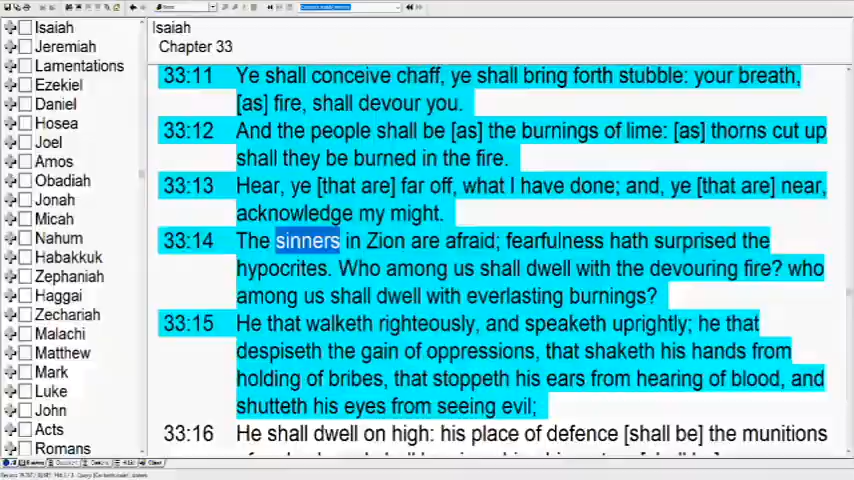 Isaiah
Jeremiah
Lamentations
Ezekiel
Daniel
Hosea
Joel
Amos
Obadiah
Jonah
Micah
Nahum
Habakkuk
Zephaniah
Haggai
Zechariah
Malachi
Matthew
Mark
Luke
John
Acts
Romans
Isaiah
Chapter 33
33:11 Ye shall conceive chaff, ye shall bring forth stubble: your breath,
[as] fire, shall devour you.
33:12 And the people shall be [as] the burnings of lime: [as] thorns cut up
shall they be burned in the fire.
33:13 Hear, ye [that are] far off, what I have done; and, ye [that are] near,
acknowledge my might.
33:14 The sinners in Zion are afraid; fearfulness hath surprised the
hypocrites. Who among us shall dwell with the devouring fire? who
among us shall dwell with everlasting burnings?
33:15 He that walketh righteously, and speaketh uprightly; he that
despiseth the gain of oppressions, that shaketh his hands from
holding of bribes, that stoppeth his ears from hearing of blood, and
shutteth his eyes from seeing evil;
33:16 He shall dwell on high: his place of defence [shall be] the munitions